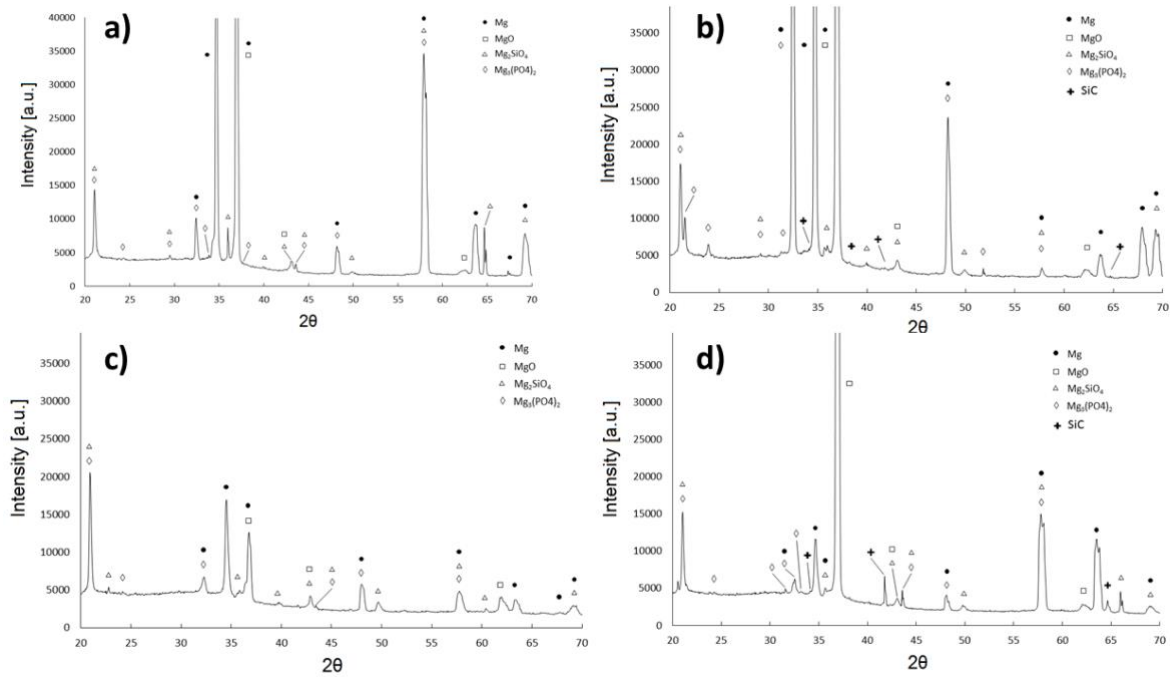 a)
Mg
MgO
Mg₂SiO₄
Mg₃(PO4)₂
Intensity [a.u.]
40000
35000
30000
25000
20000
15000
10000
5000
0
20 25 30 35 40 45 50 55 60 65 70
2θ
b)
Mg
MgO
Mg₂SiO₄
Mg₃(PO4)₂
SiC
Intensity [a.u.]
35000
30000
25000
20000
15000
10000
5000
0
20 25 30 35 40 45 50 55 60 65 70
2θ
c)
Mg
MgO
Mg₂SiO₄
Mg₃(PO4)₂
Intensity [a.u.]
35000
30000
25000
20000
15000
10000
5000
0
20 25 30 35 40 45 50 55 60 65 70
2θ
d)
Mg
MgO
Mg₂SiO₄
Mg₃(PO4)₂
SiC
Intensity [a.u.]
35000
30000
25000
20000
15000
10000
5000
0
20 25 30 35 40 45 50 55 60 65 70
2θ